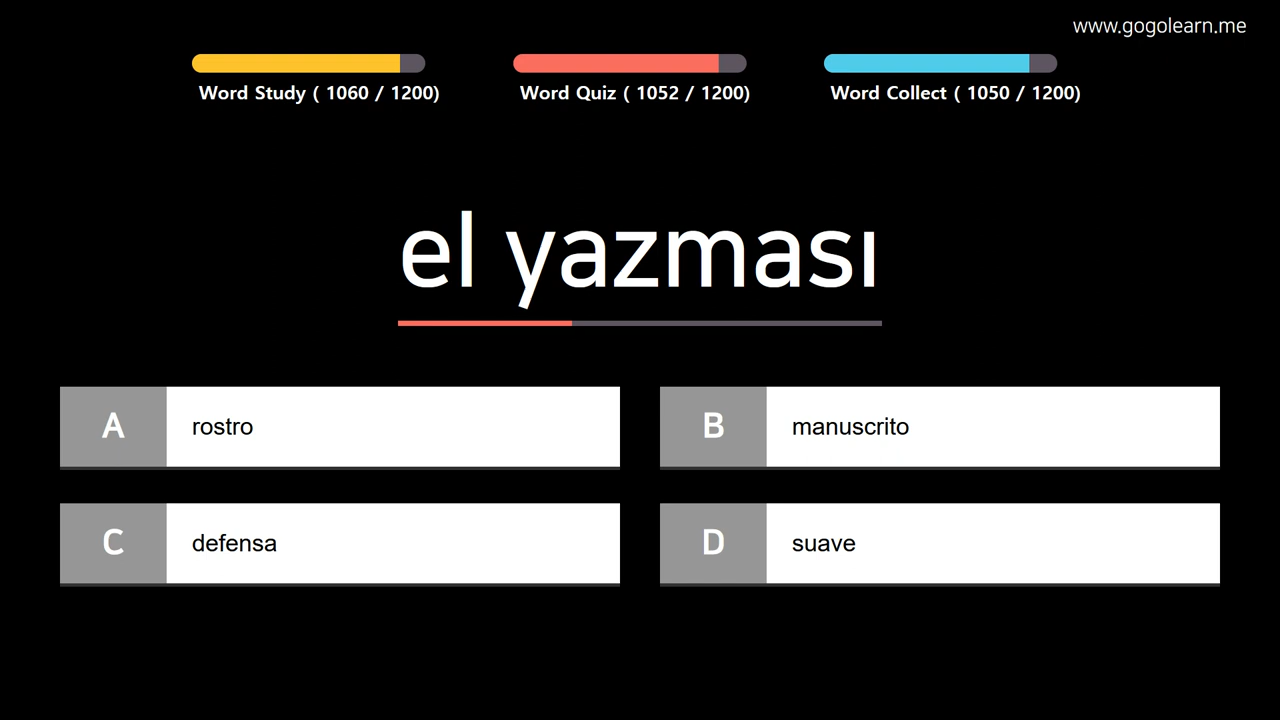 www.gogolearn.me
Word Study ( 1060 / 1200)
Word Quiz ( 1052 / 1200)
Word Collect ( 1050 / 1200)
el yazması
A rostro
B manuscrito
C defensa
D suave